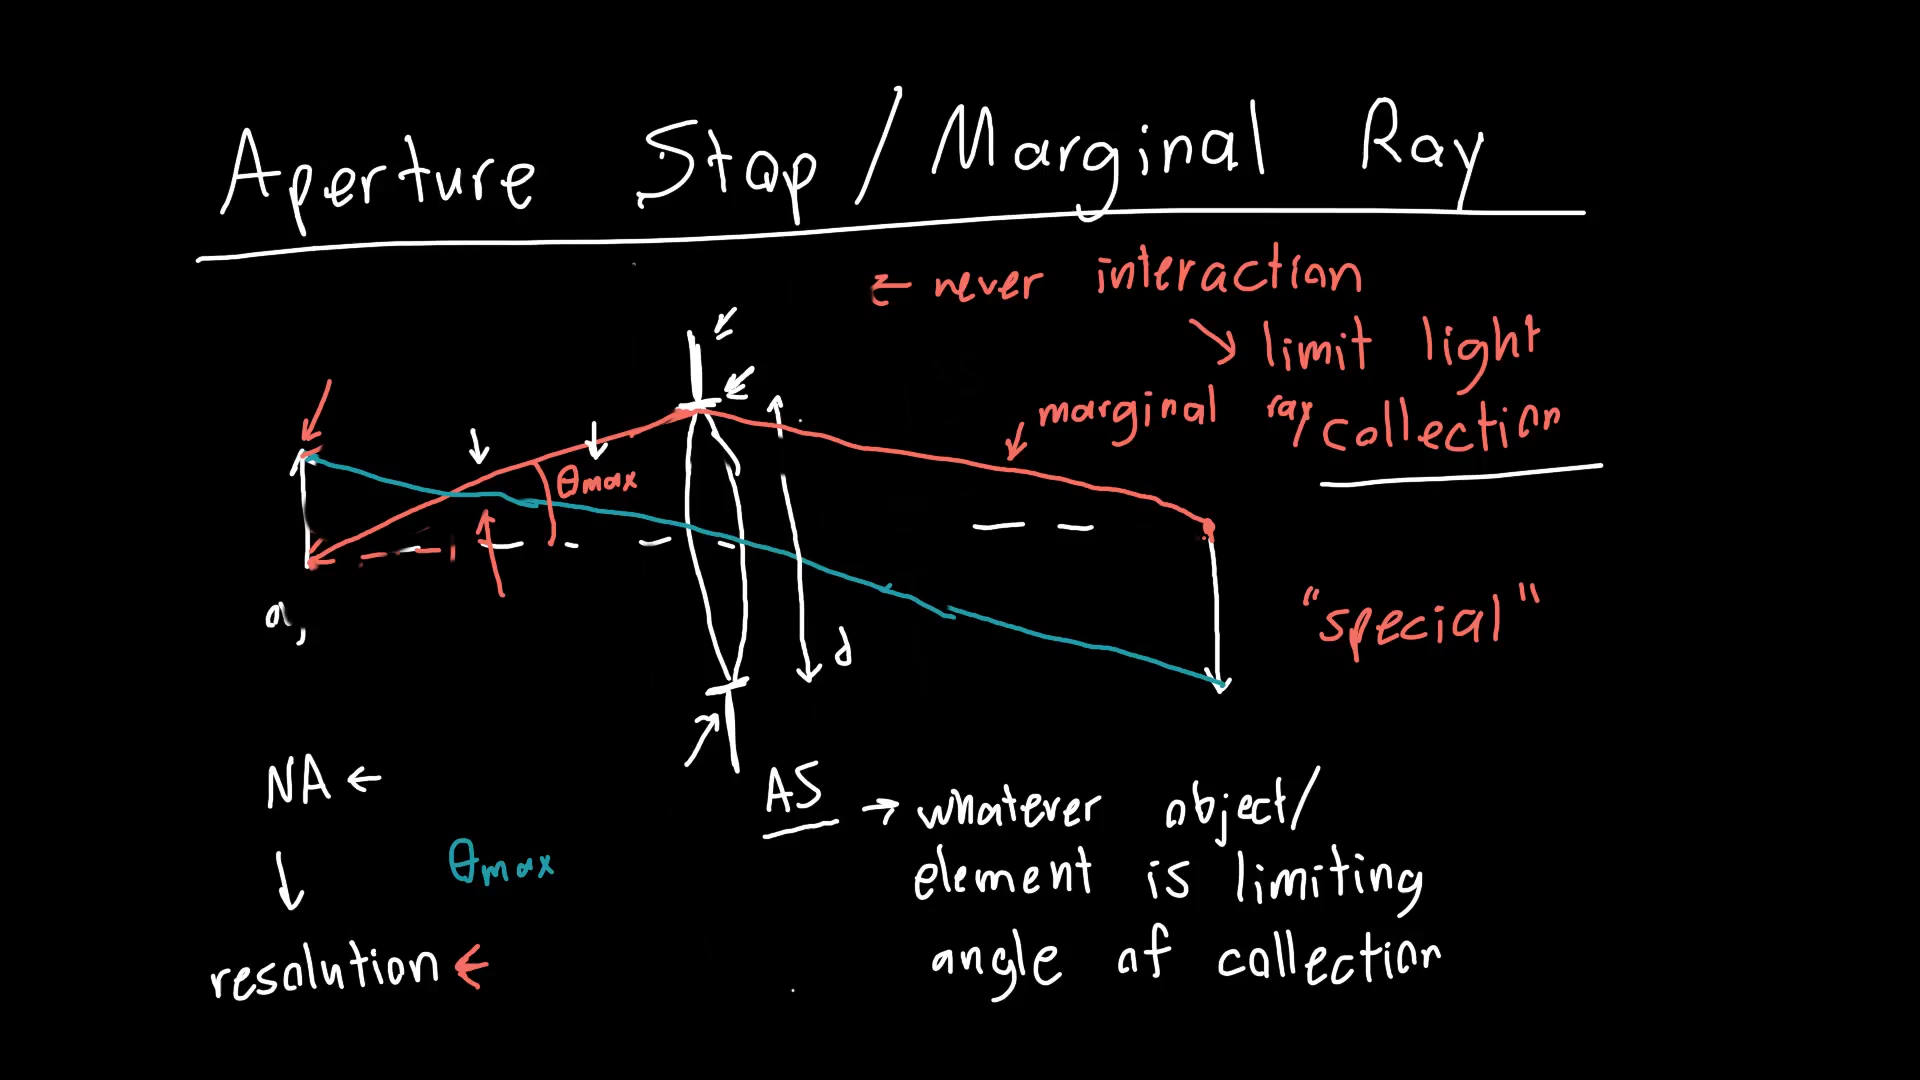 Aperture Stop / Marginal Ray
← never interaction
↘ limit light
marginal ray
collection
θmax
d
"special"
NA ←
AS → whatever object/
θmax
element is limiting
resolution ←
angle of collection